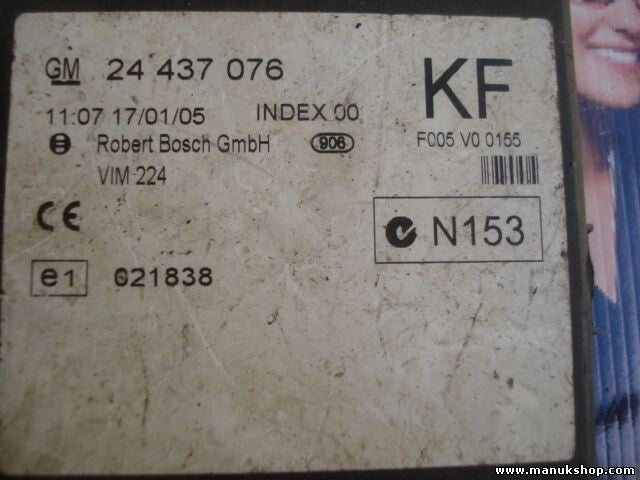 GM 24 437 076
KF
11:07 17/01/05 INDEX 00
Robert Bosch GmbH 906
F005 V0 0155
VIM 224
CE
N153
e1 021838
www.manukshop.com